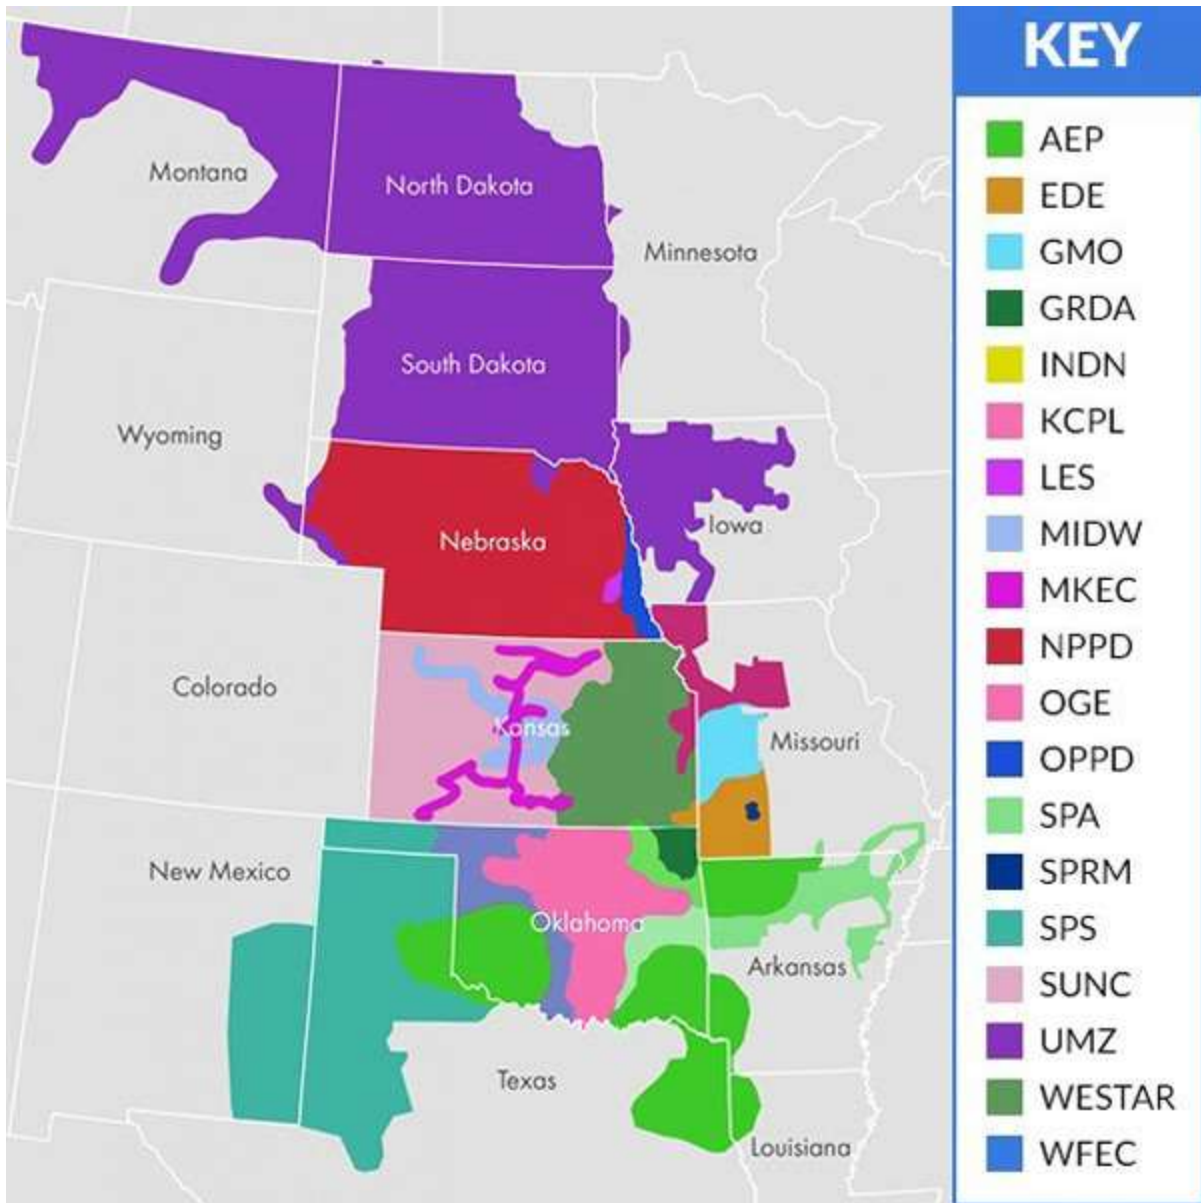 KEY
AEP
EDE
GMO
GRDA
INDN
KCPL
LES
MIDW
MKEC
NPPD
OGE
OPPD
SPA
SPRM
SPS
SUNC
UMZ
WESTAR
WFEC
Montana
North Dakota
Minnesota
South Dakota
Wyoming
Iowa
Nebraska
Colorado
Kansas
Missouri
New Mexico
Oklahoma
Arkansas
Texas
Louisiana